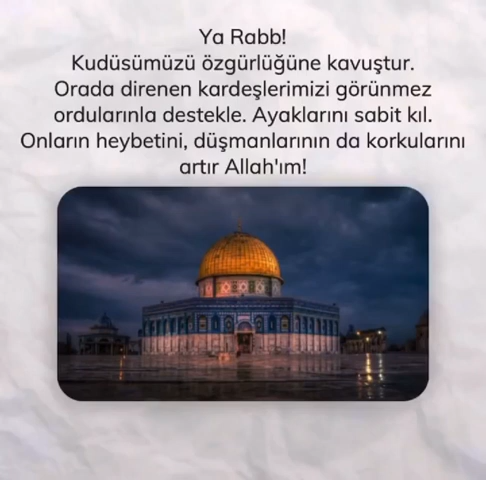 Ya Rabb!
Kudüsümüzü özgürlüğüne kavuştur.
Orada direnen kardeşlerimizi görünmez
ordularınla destekle. Ayaklarını sabit kıl.
Onların heybetini, düşmanlarının da korkularını
artır Allah'ım!